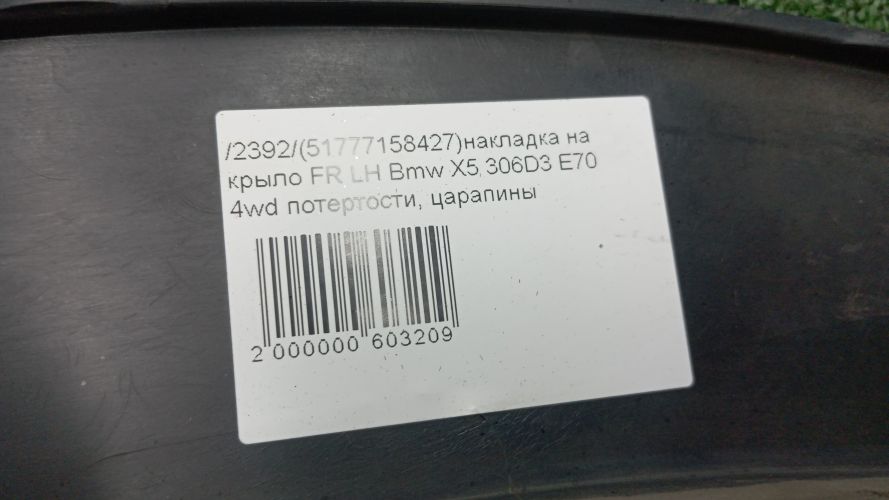 /2392/(51777158427)накладка на
крыло FR LH Bmw X5 306D3 E70
4wd потертости, царапины
2 000000 603209